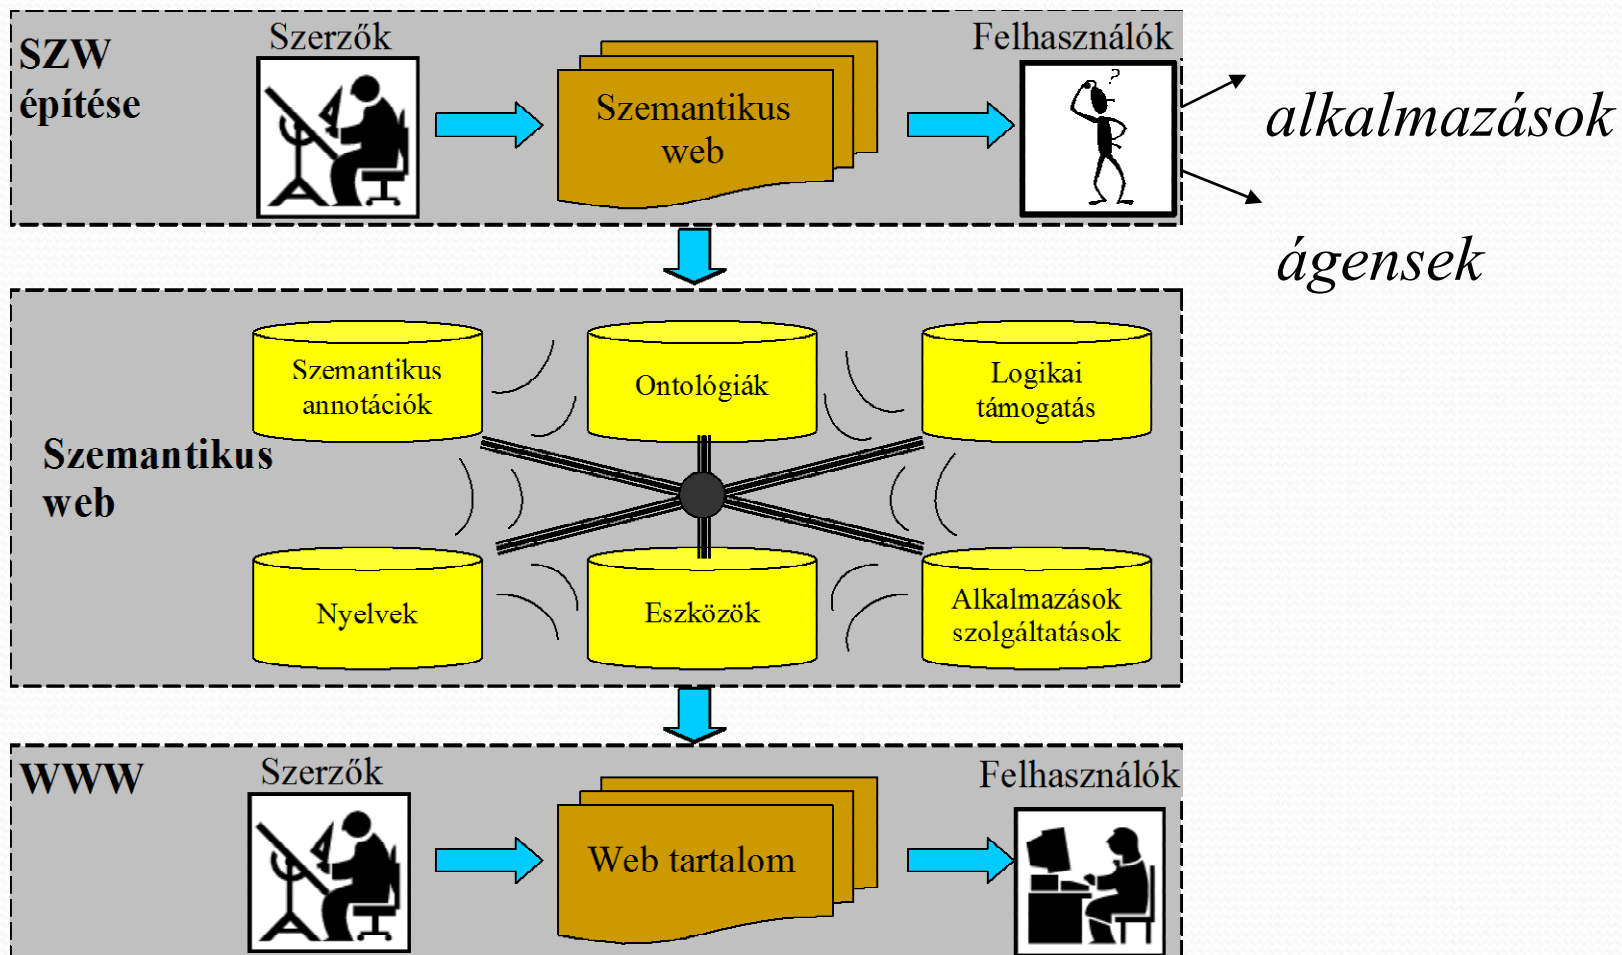 SZW
építése
Szerzők
Szemantikus
web
Felhasználók
?
alkalmazások
ágensek
Szemantikus
web
Szemantikus
annotációk
Ontológiák
Logikai
támogatás
Nyelvek
Eszközök
Alkalmazások
szolgáltatások
WWW
Szerzők
Web tartalom
Felhasználók